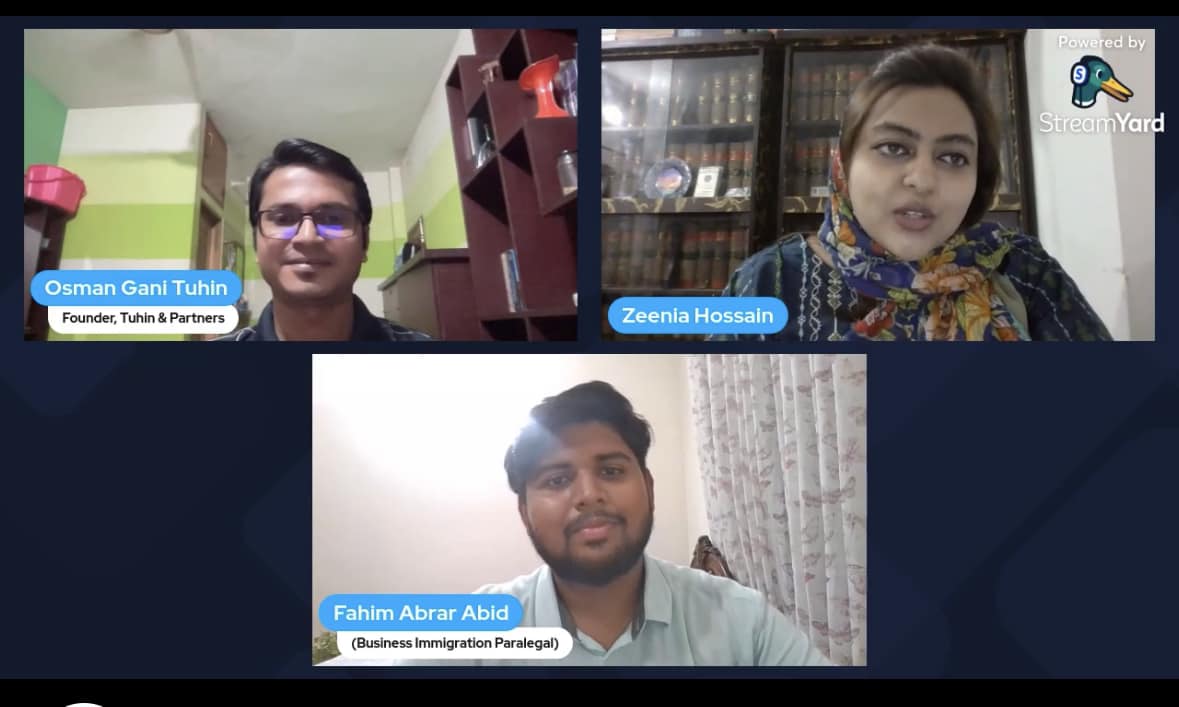 Powered by
S
StreamYard
Osman Gani Tuhin
Founder, Tuhin & Partners
Zeenia Hossain
Fahim Abrar Abid
(Business Immigration Paralegal)